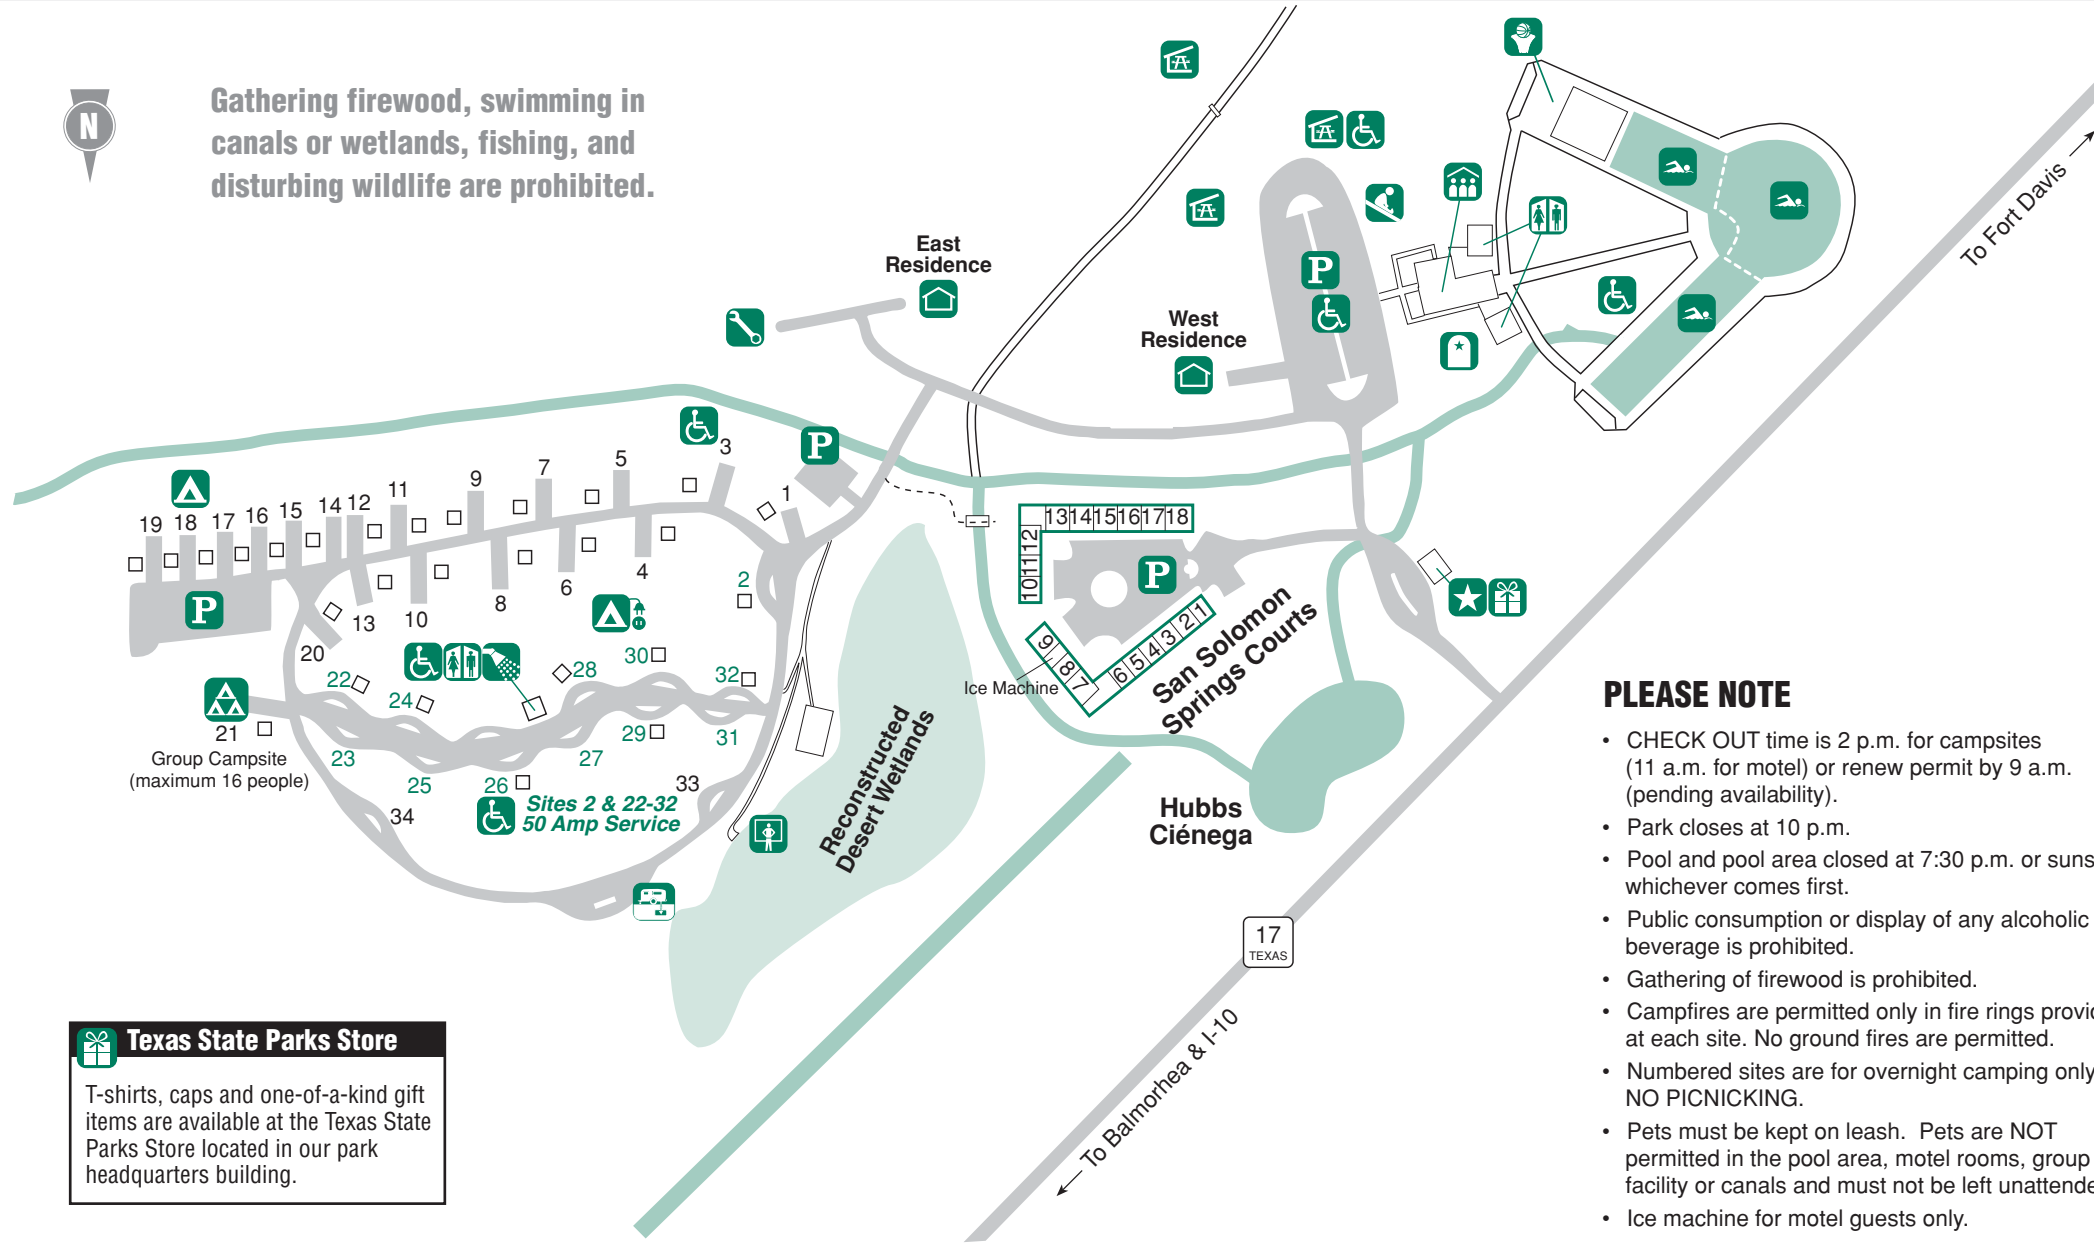 N
Gathering firewood, swimming in
canals or wetlands, fishing, and
disturbing wildlife are prohibited.
East
Residence
West
Residence
P
To Fort Davis
P
3
5
7
9
11
1
14 12
15
16
17
18
19
13 14 15 16 17 18
12
11
10
P
P
2
4
6
8
10
13
20
1
2
3
4
5
6
9
8
7
Ice Machine
San Solomon
Springs Courts
22
24
28
30
32
21
Group Campsite
(maximum 16 people)
23
25
26
27
29
31
33
34
Sites 2 & 22-32
50 Amp Service
Reconstructed
Desert Wetlands
Hubbs
Ciénega
17
TEXAS
To Balmorhea & I-10
Texas State Parks Store
T-shirts, caps and one-of-a-kind gift
items are available at the Texas State
Parks Store located in our park
headquarters building.
PLEASE NOTE
• CHECK OUT time is 2 p.m. for campsites
(11 a.m. for motel) or renew permit by 9 a.m.
(pending availability).
• Park closes at 10 p.m.
• Pool and pool area closed at 7:30 p.m. or suns
whichever comes first.
• Public consumption or display of any alcoholic
beverage is prohibited.
• Gathering of firewood is prohibited.
• Campfires are permitted only in fire rings provid
at each site. No ground fires are permitted.
• Numbered sites are for overnight camping only
NO PICNICKING.
• Pets must be kept on leash. Pets are NOT
permitted in the pool area, motel rooms, group
facility or canals and must not be left unattende
• Ice machine for motel guests only.